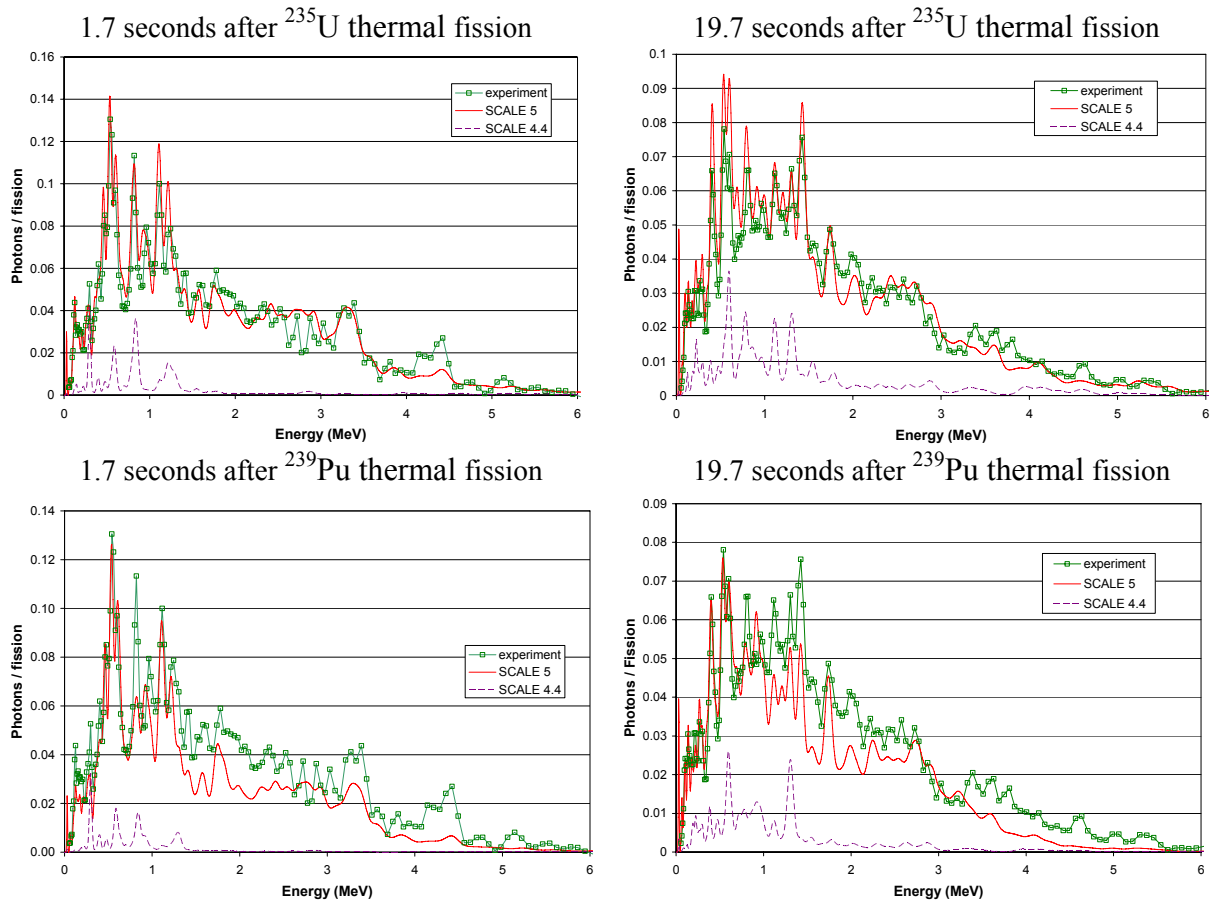 1.7 seconds after ²³⁵U thermal fission
0.16
0.14
0.12
0.1
0.08
0.06
0.04
0.02
0
Photons / fission
experiment
SCALE 5
SCALE 4.4
0 1 2 3 4 5 6
Energy (MeV)
19.7 seconds after ²³⁵U thermal fission
0.1
0.09
0.08
0.07
0.06
0.05
0.04
0.03
0.02
0.01
0
Photons / fission
experiment
SCALE 5
SCALE 4.4
0 1 2 3 4 5 6
Energy (MeV)
1.7 seconds after ²³⁹Pu thermal fission
0.14
0.12
0.10
0.08
0.06
0.04
0.02
0.00
Photons / fission
experiment
SCALE 5
SCALE 4.4
0 1 2 3 4 5 6
Energy (MeV)
19.7 seconds after ²³⁹Pu thermal fission
0.09
0.08
0.07
0.06
0.05
0.04
0.03
0.02
0.01
0
Photons / Fission
experiment
SCALE 5
SCALE 4.4
0 1 2 3 4 5 6
Energy (MeV)